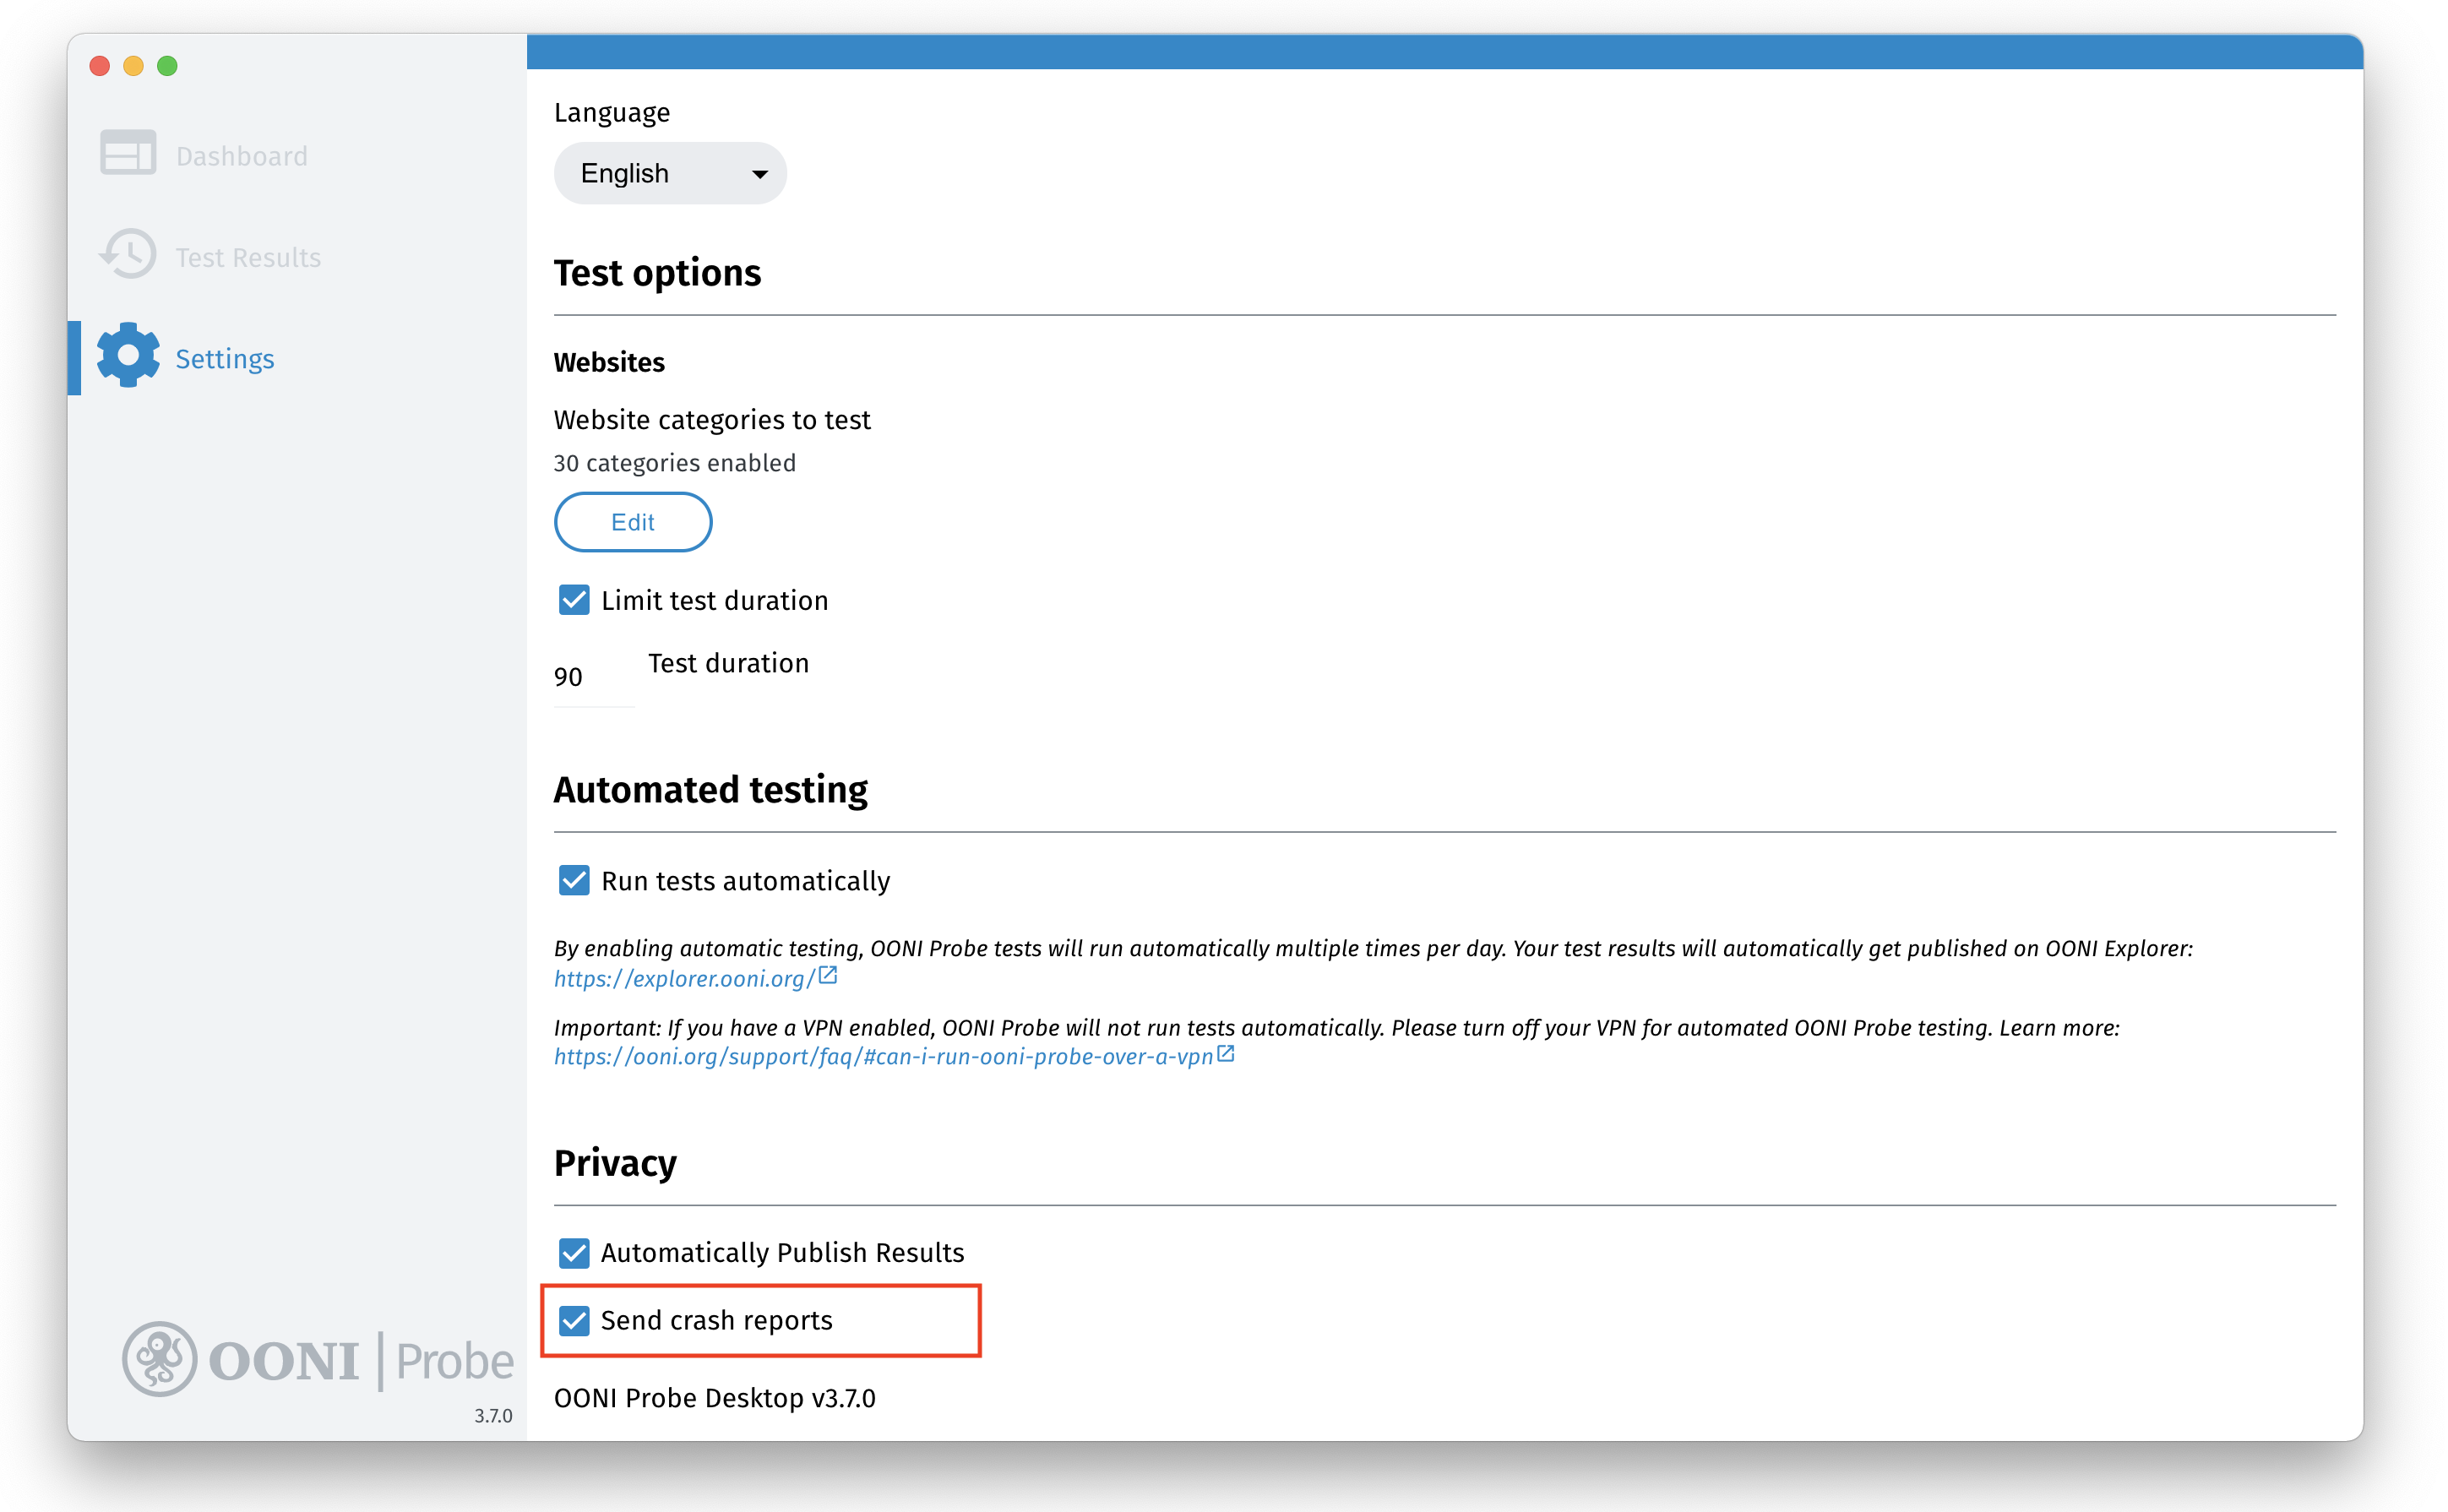 Dashboard
Test Results
Settings
OONI Probe
3.7.0
Language
English
Test options
Websites
Website categories to test
30 categories enabled
Edit
Limit test duration
90 Test duration
Automated testing
Run tests automatically
By enabling automatic testing, OONI Probe tests will run automatically multiple times per day. Your test results will automatically get published on OONI Explorer:
https://explorer.ooni.org/
Important: If you have a VPN enabled, OONI Probe will not run tests automatically. Please turn off your VPN for automated OONI Probe testing. Learn more:
https://ooni.org/support/faq/#can-i-run-ooni-probe-over-a-vpn
Privacy
Automatically Publish Results
Send crash reports
OONI Probe Desktop v3.7.0